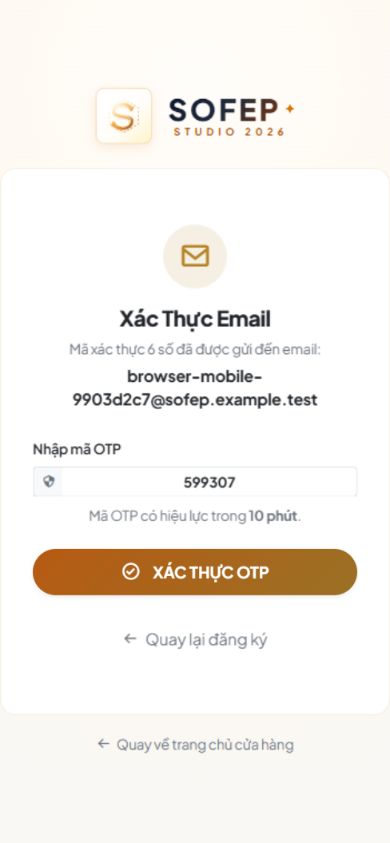 S
SOFEP
STUDIO 2026
Xác Thực Email
Mã xác thực 6 số đã được gửi đến email:
browser-mobile-
9903d2c7@sofep.example.test
Nhập mã OTP
599307
Mã OTP có hiệu lực trong 10 phút.
XÁC THỰC OTP
← Quay lại đăng ký
← Quay về trang chủ cửa hàng